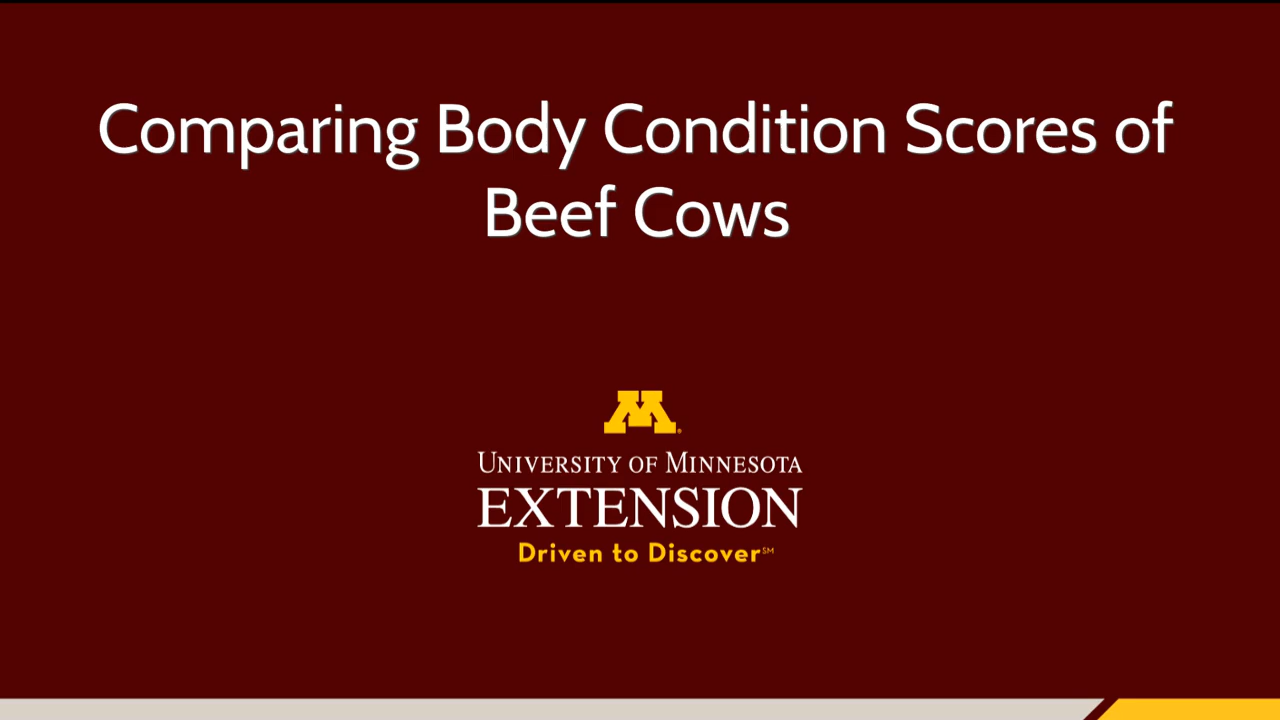 Comparing Body Condition Scores of
Beef Cows
M®
University of Minnesota
EXTENSION
Driven to Discover℠